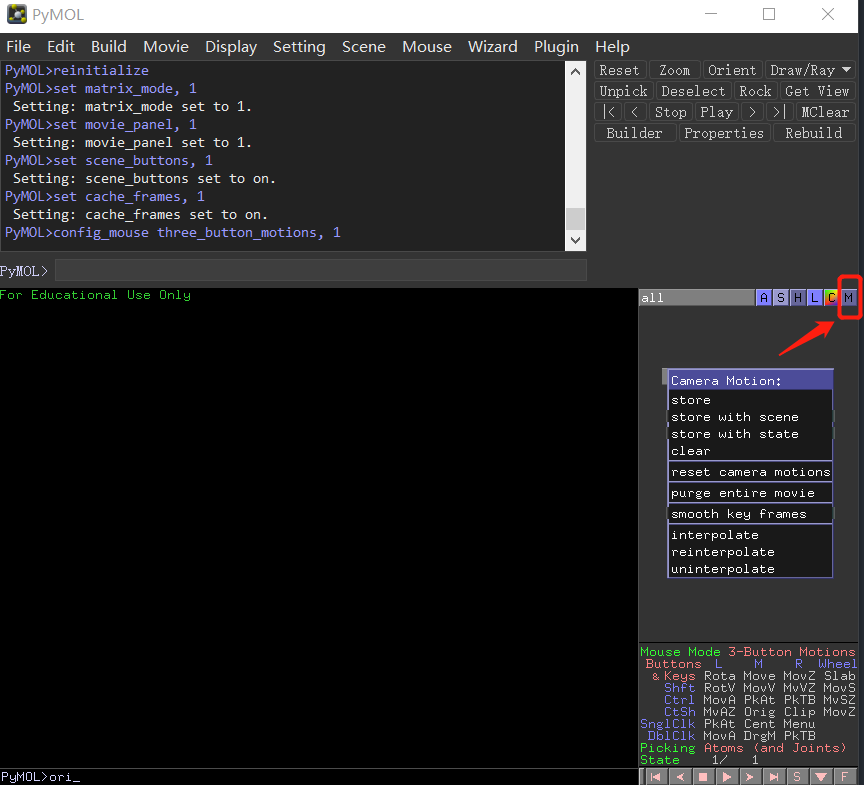 PyMOL
File Edit Build Movie Display Setting Scene Mouse Wizard Plugin Help
PyMOL>reinitialize
PyMOL>set matrix_mode, 1
Setting: matrix_mode set to 1.
PyMOL>set movie_panel, 1
Setting: movie_panel set to 1.
PyMOL>set scene_buttons, 1
Setting: scene_buttons set to on.
PyMOL>set cache_frames, 1
Setting: cache_frames set to on.
PyMOL>config_mouse three_button_motions, 1
Reset Zoom Orient Draw/Ray
Unpick Deselect Rock Get View
|< < Stop Play > >| MClear
Builder Properties Rebuild
PyMOL>
For Educational Use Only
all A S H L C M
Camera Motion:
store
store with scene
store with state
clear
reset camera motions
purge entire movie
smooth key frames
interpolate
reinterpolate
uninterpolate
Mouse Mode 3-Button Motions
Buttons L M R Wheel
& Keys Rota Move MovZ Slab
Shft RotV MovV MvVZ MovS
Ctrl MovA PkAt PkTB MvSZ
CtSh MvAZ Orig Clip MovZ
SnglClk PkAt Cent Menu
DblClk MovA DrgM PkTB
Picking Atoms (and Joints)
State 1/ 1
PyMOL>ori_
S F